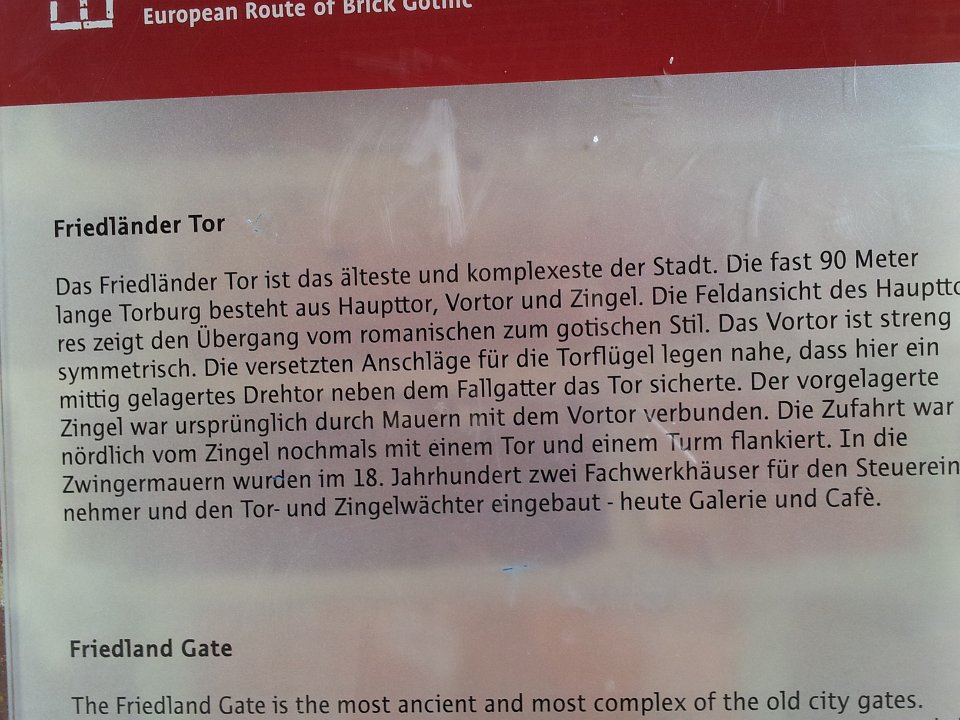 European Route of Brick Gothic
Friedländer Tor
Das Friedländer Tor ist das älteste und komplexeste der Stadt. Die fast 90 Meter
lange Torburg besteht aus Haupttor, Vortor und Zingel. Die Feldansicht des Hauptto
res zeigt den Übergang vom romanischen zum gotischen Stil. Das Vortor ist streng
symmetrisch. Die versetzten Anschläge für die Torflügel legen nahe, dass hier ein
mittig gelagertes Drehtor neben dem Fallgatter das Tor sicherte. Der vorgelagerte
Zingel war ursprünglich durch Mauern mit dem Vortor verbunden. Die Zufahrt war
nördlich vom Zingel nochmals mit einem Tor und einem Turm flankiert. In die
Zwingermauern wurden im 18. Jahrhundert zwei Fachwerkhäuser für den Steuerein
nehmer und den Tor- und Zingelwächter eingebaut - heute Galerie und Cafè.
Friedland Gate
The Friedland Gate is the most ancient and most complex of the old city gates.